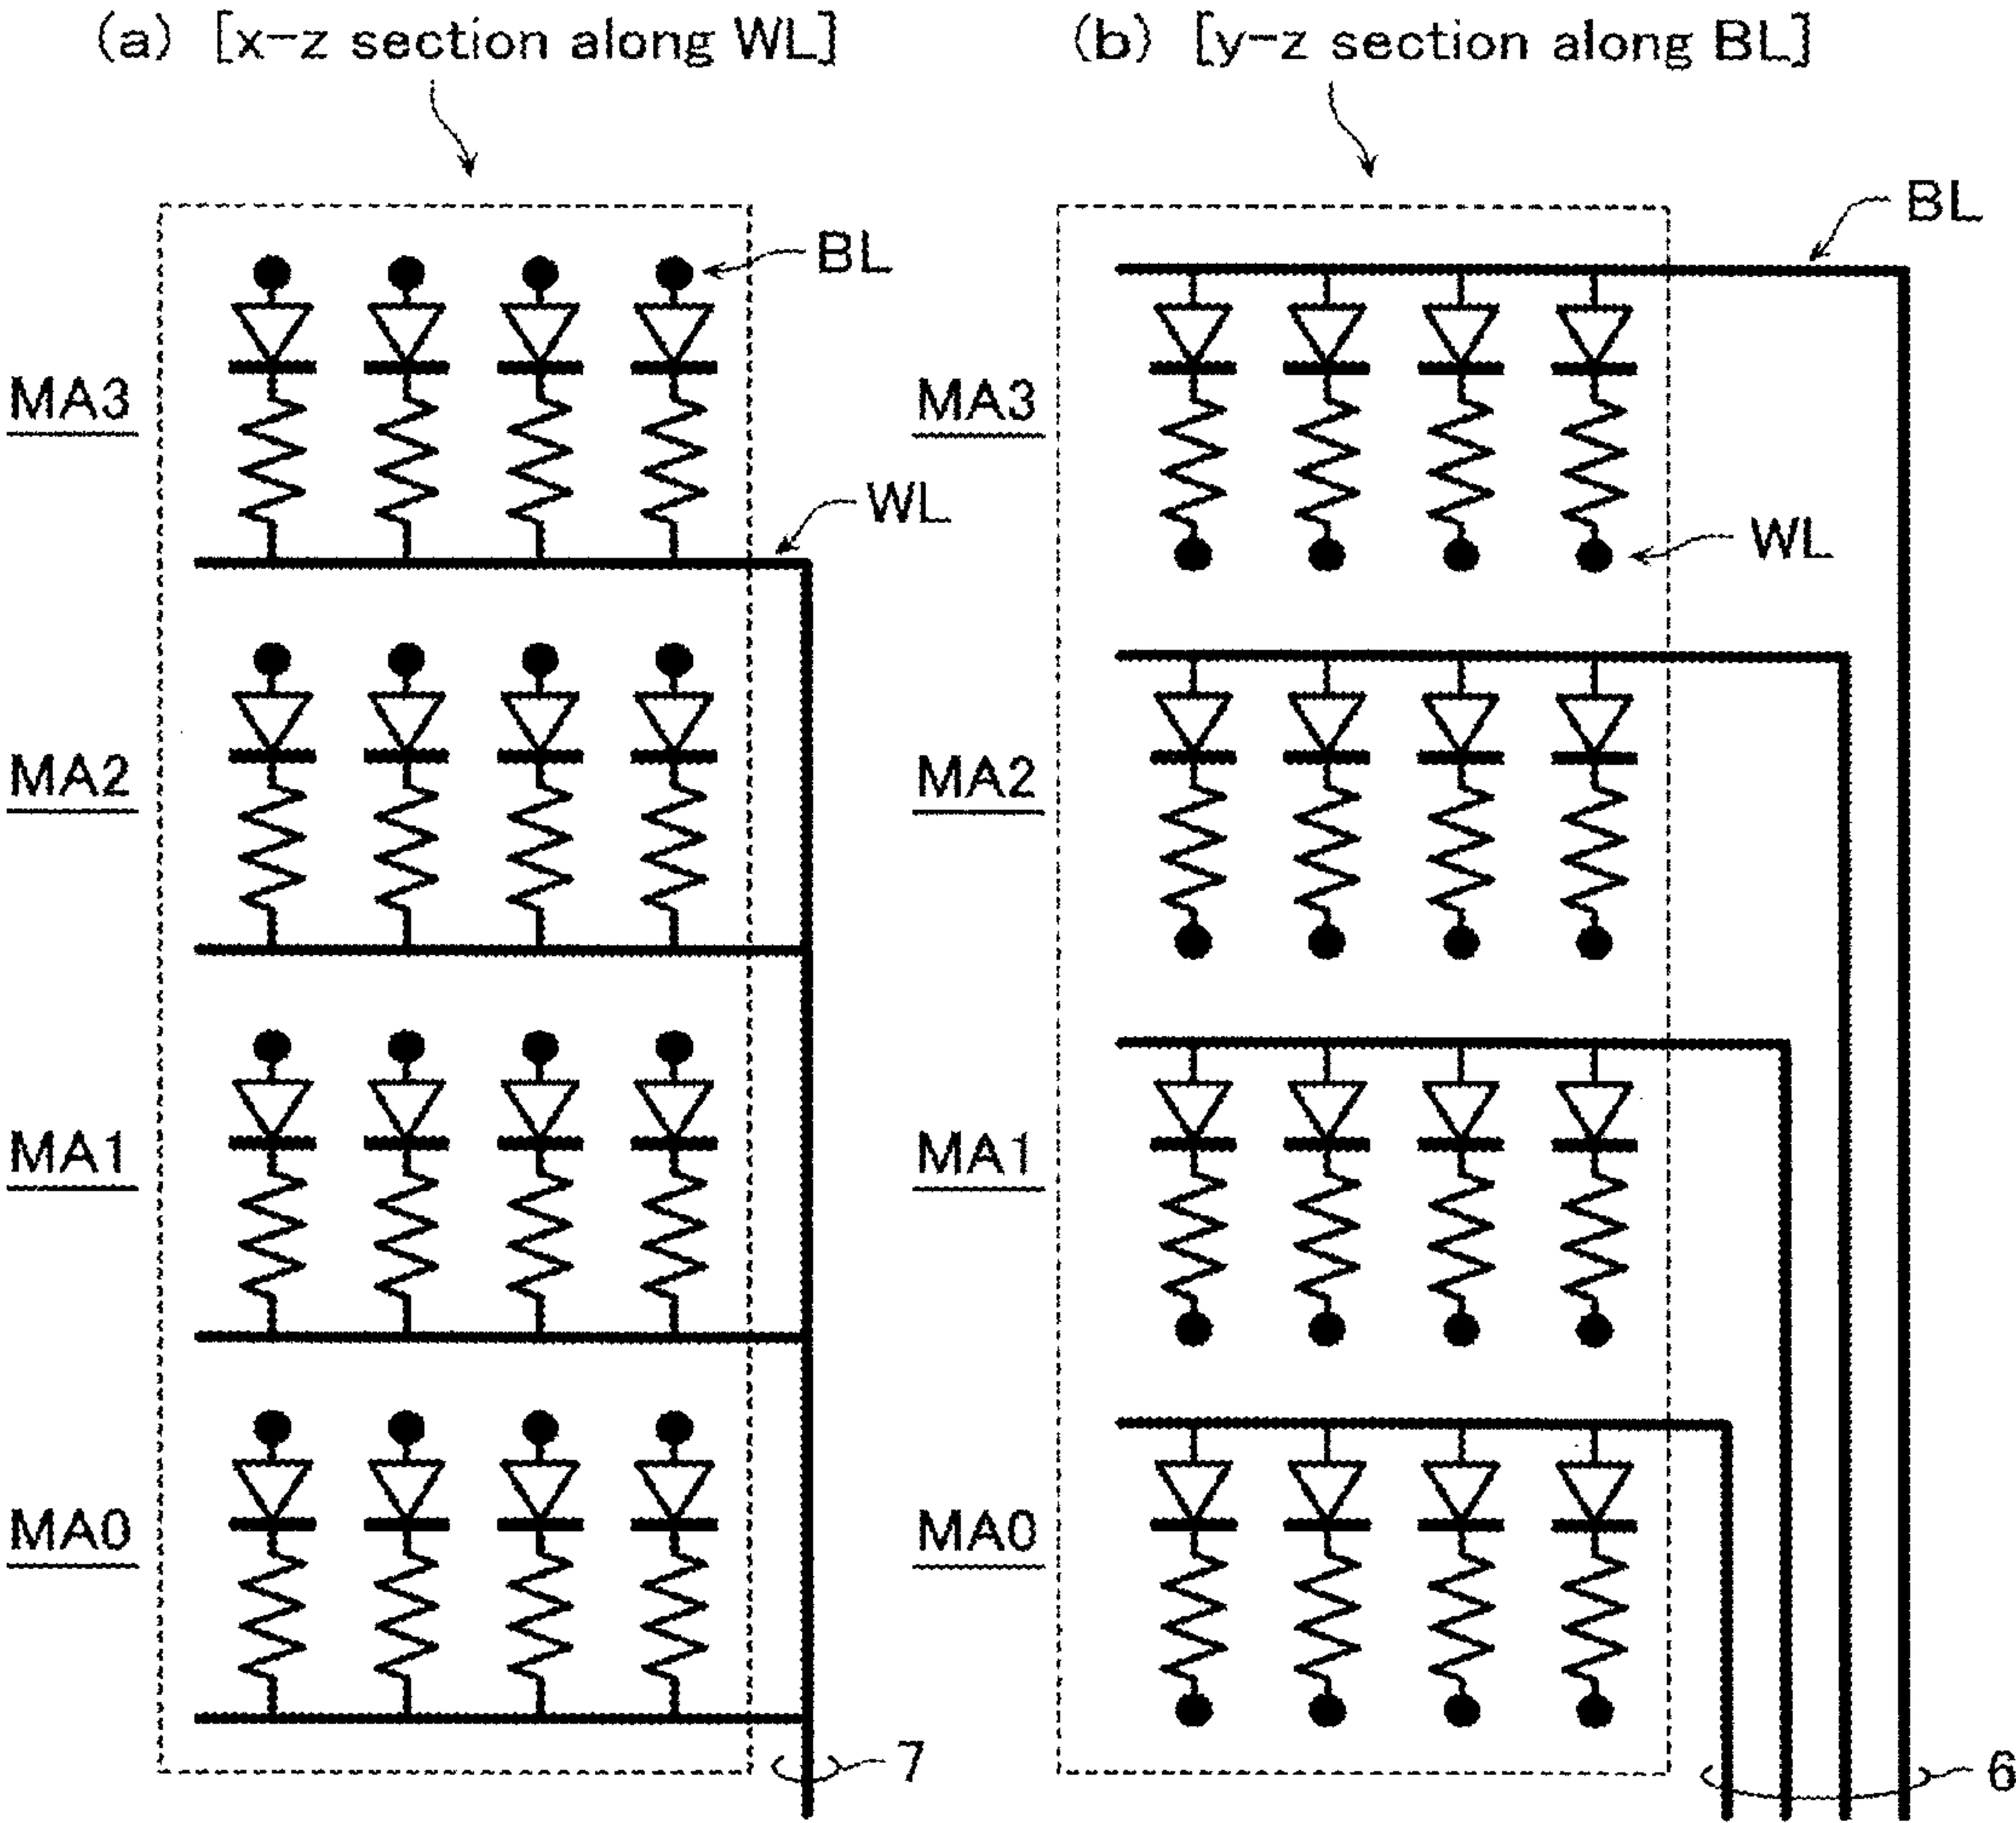 (a) [x-z section along WL]
(b) [y-z section along BL]
BL
BL
MA3
WL
MA3
WL
MA2
MA2
MA1
MA1
MA0
MA0
7
6